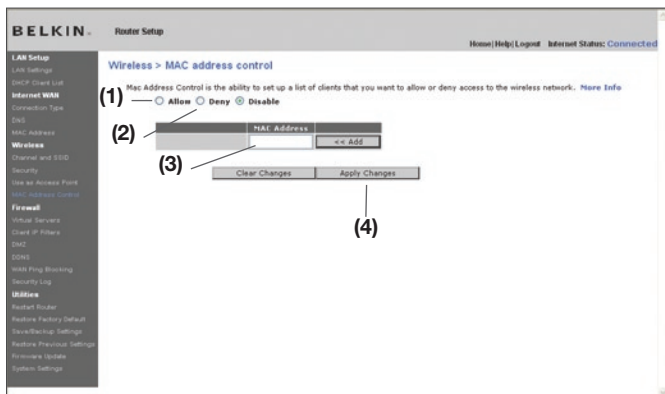 BELKIN. Router Setup
Home|Help|Logout Internet Status: Connected
LAN Setup
LAN Settings
DHCP Client List
Internet WAN
Connection Type
DNS
MAC Address
Wireless
Channel and SSID
Security
Use as Access Point
MAC Address Control
Firewall
Virtual Servers
Client IP Filters
DMZ
DDNS
WAN Ping Blocking
Security Log
Utilities
Restart Router
Restore Factory Default
Save/Backup Settings
Restore Previous Settings
Firmware Update
System Settings
Wireless > MAC address control
Mac Address Control is the ability to set up a list of clients that you want to allow or deny access to the wireless network. More Info
(1) Allow Deny Disable
(2)
MAC Address
<< Add
(3)
Clear Changes Apply Changes
(4)